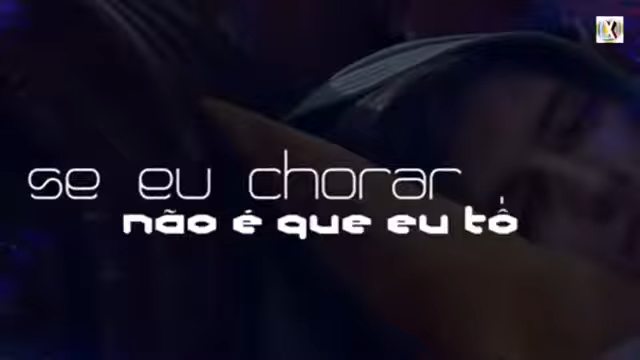 se eu chorar
não é que eu tô